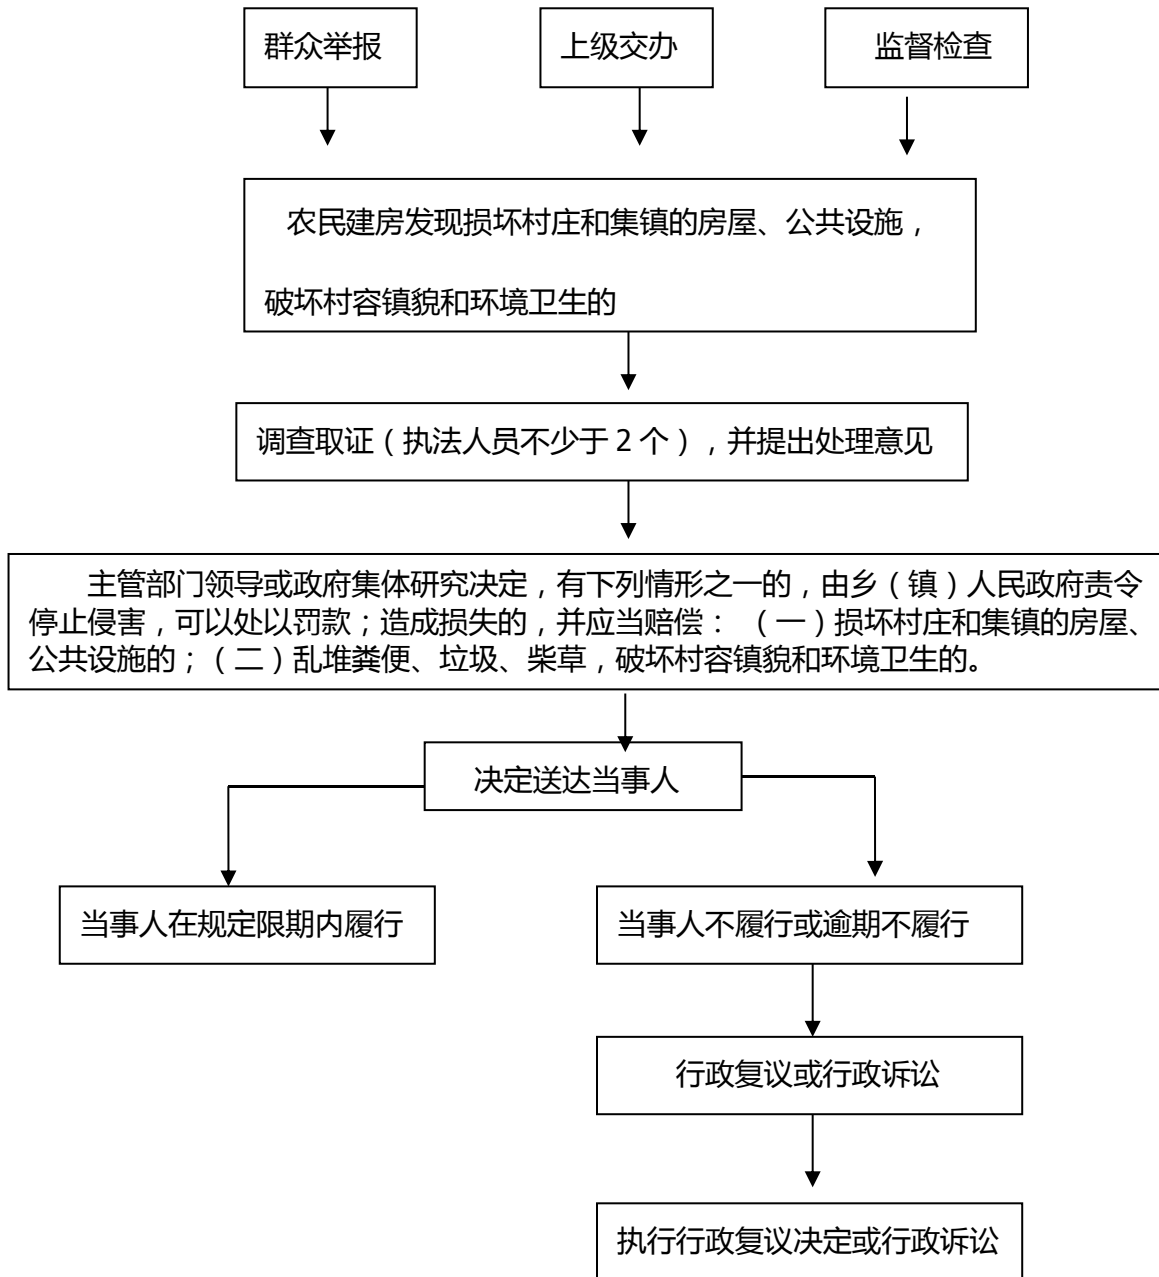 群众举报
上级交办
监督检查
农民建房发现损坏村庄和集镇的房屋、公共设施，
破坏村容镇貌和环境卫生的
调查取证（执法人员不少于 2 个），并提出处理意见
主管部门领导或政府集体研究决定，有下列情形之一的，由乡（镇）人民政府责令
停止侵害，可以处以罚款；造成损失的，并应当赔偿： （一）损坏村庄和集镇的房屋、
公共设施的；（二）乱堆粪便、垃圾、柴草，破坏村容镇貌和环境卫生的。
决定送达当事人
当事人在规定限期内履行
当事人不履行或逾期不履行
行政复议或行政诉讼
执行行政复议决定或行政诉讼